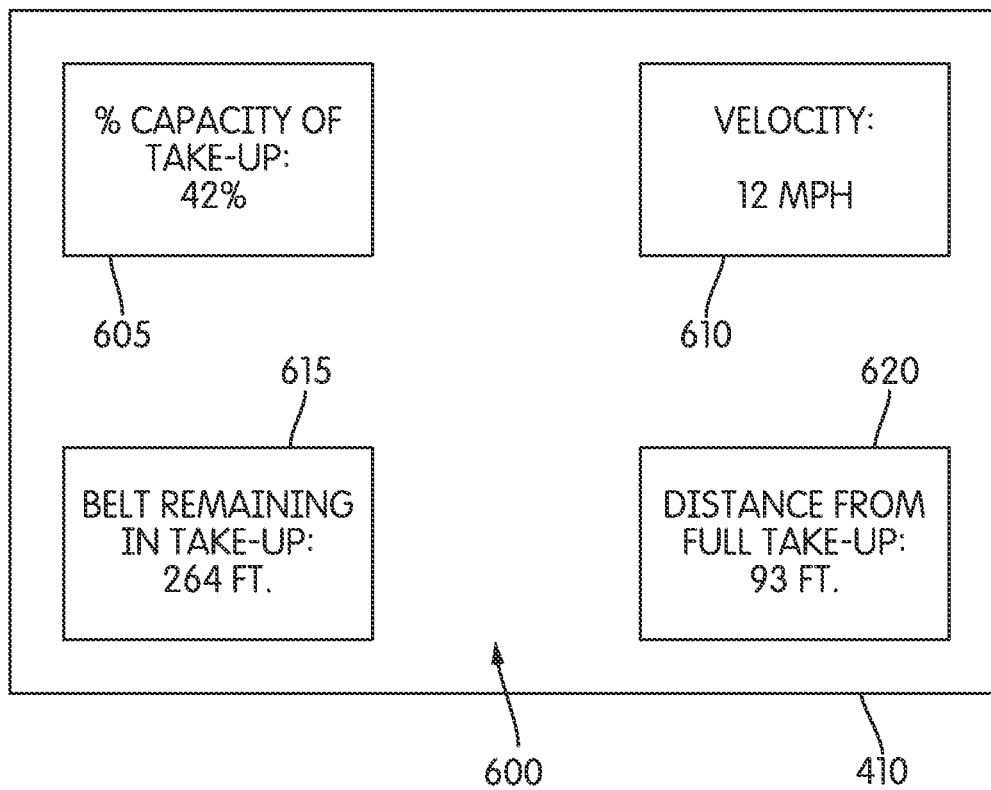 % CAPACITY OF
TAKE-UP:
42%
VELOCITY:
12 MPH
605
610
615
620
BELT REMAINING
IN TAKE-UP:
264 FT.
DISTANCE FROM
FULL TAKE-UP:
93 FT.
600
410